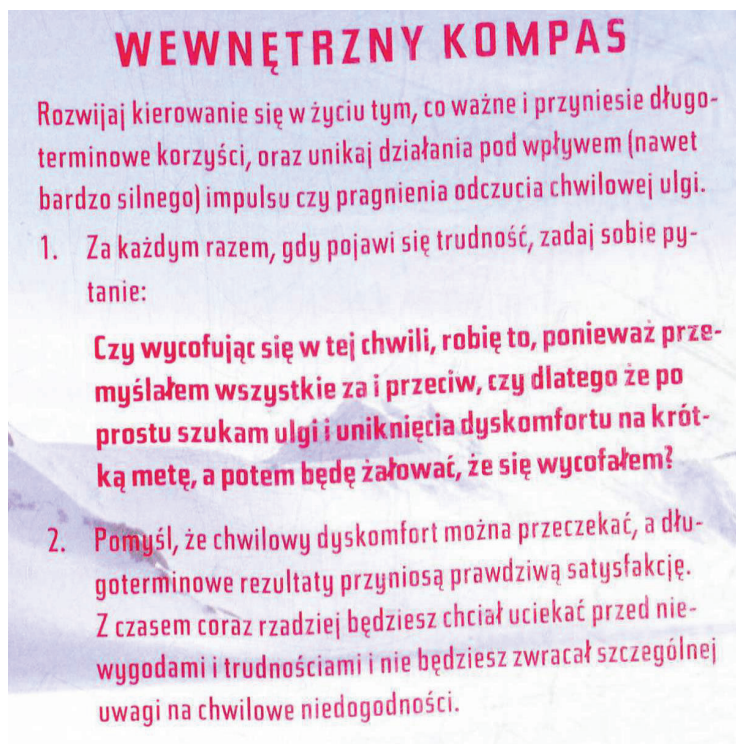 WEWNĘTRZNY KOMPAS
Rozwijaj kierowanie się w życiu tym, co ważne i przyniesie długo-
terminowe korzyści, oraz unikaj działania pod wpływem (nawet
bardzo silnego) impulsu czy pragnienia odczucia chwilowej ulgi.
1. Za każdym razem, gdy pojawi się trudność, zadaj sobie py-
tanie:
Czy wycofując się w tej chwili, robię to, ponieważ prze-
myślałem wszystkie za i przeciw, czy dlatego że po
prostu szukam ulgi i uniknięcia dyskomfortu na krót-
ką metę, a potem będę żałować, że się wycofałem?
2. Pomyśl, że chwilowy dyskomfort można przeczekać, a dłu-
goterminowe rezultaty przyniosą prawdziwą satysfakcję.
Z czasem coraz rzadziej będziesz chciał uciekać przed nie-
wygodami i trudnościami i nie będziesz zwracał szczególnej
uwagi na chwilowe niedogodności.